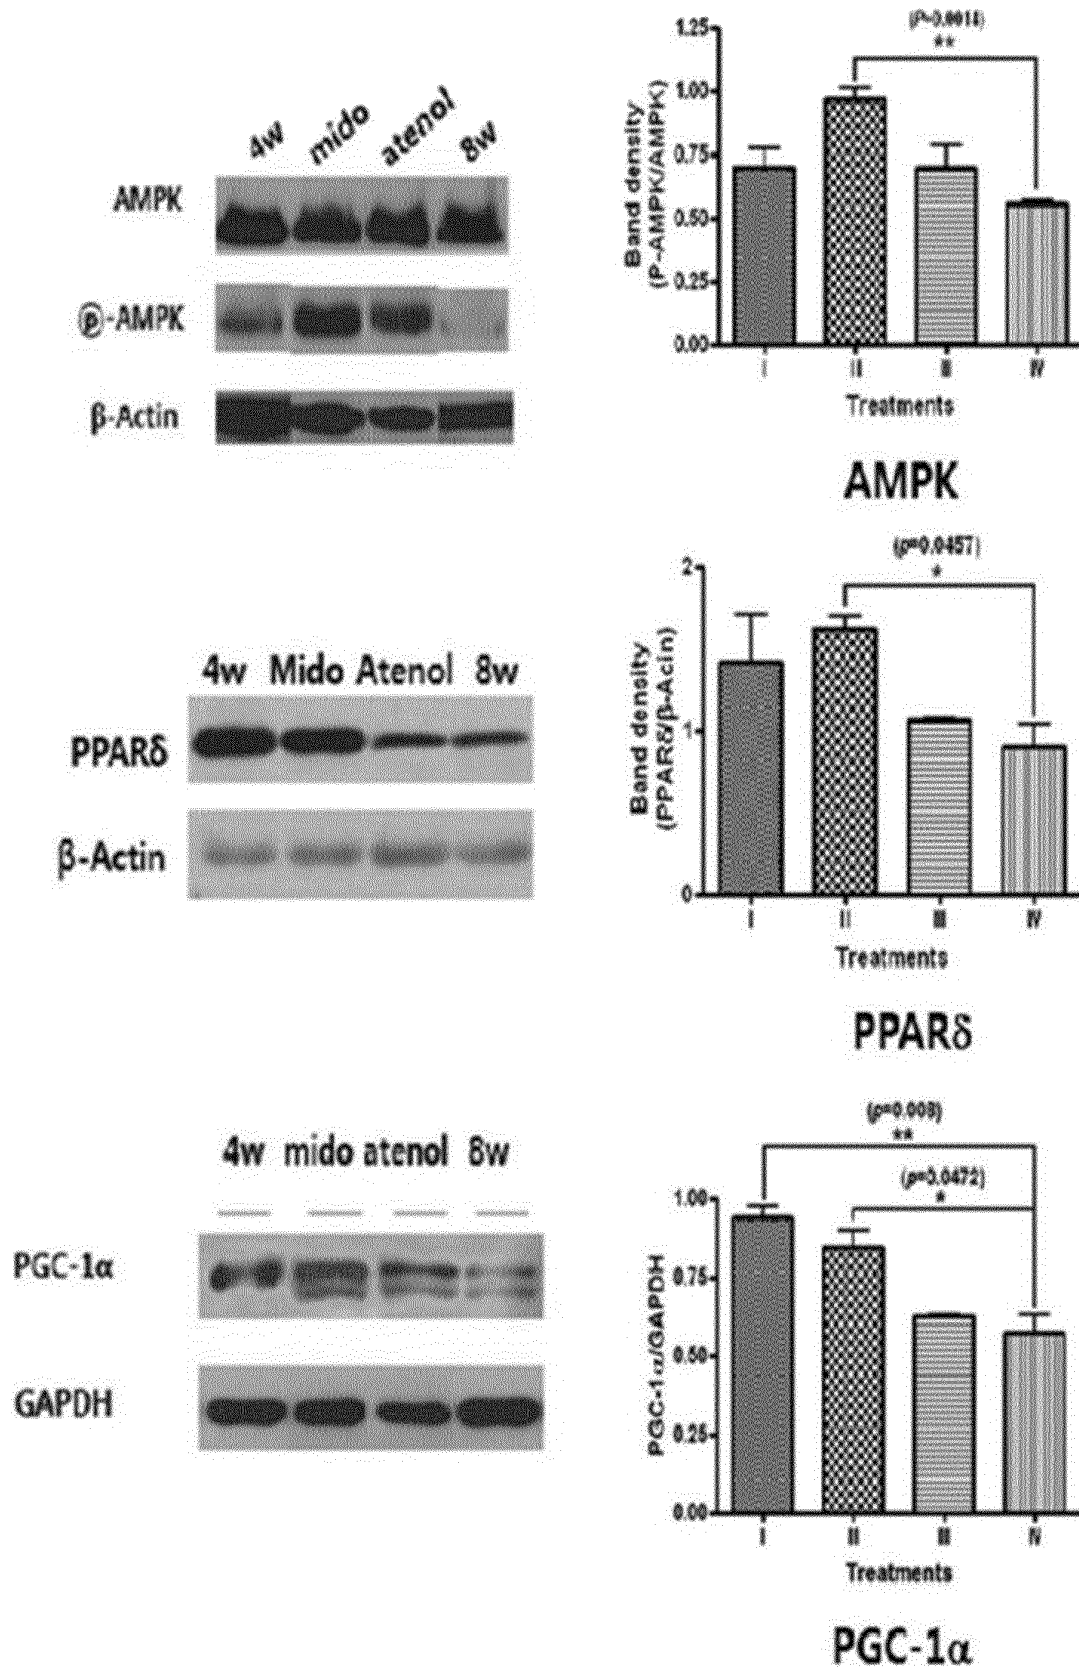 4w mido atenol 8w
AMPK
ⓟ-AMPK
β-Actin
**
1.25
1.00
0.75
0.50
0.25
0.00
Band density
(P-AMPK/AMPK)
I II III IV
Treatments
AMPK
4w Mido Atenol 8w
PPARδ
β-Actin
(p=0.0457)
*
2
1
0
Band density
(PPARδ/β-Acin)
I II III IV
Treatments
PPARδ
4w mido atenol 8w
PGC-1α
GAPDH
(p=0.008)
**
(p=0.0472)
*
1.00
0.75
0.50
0.25
0.00
PGC-1α/GAPDH
I II III IV
Treatments
PGC-1α